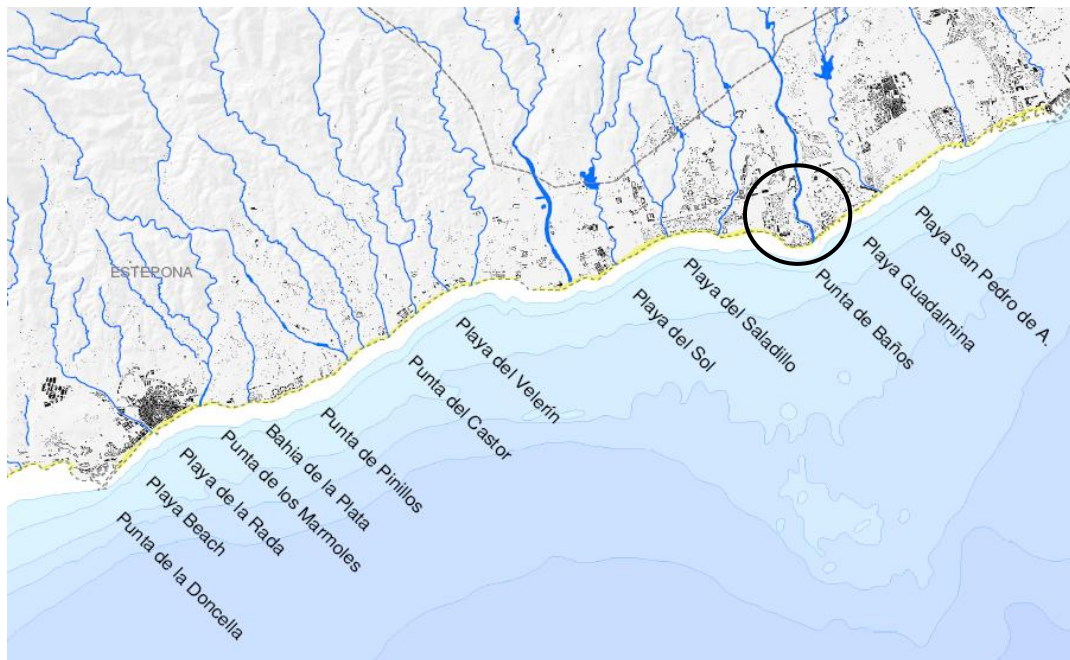 ESTEPONA
Punta de la Doncella
Playa Beach
Playa de la Rada
Punta de los Marmoles
Bahia de la Plata
Punta de Pinillos
Punta del Castor
Playa del Velerín
Playa del Sol
Playa del Saladillo
Punta de Baños
Playa Guadalmina
Playa San Pedro de A.